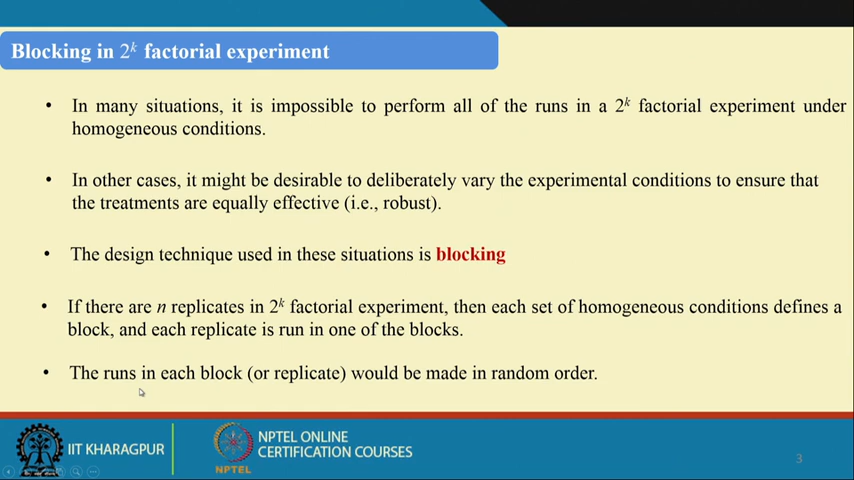 Blocking in 2ᵏ factorial experiment
• In many situations, it is impossible to perform all of the runs in a 2ᵏ factorial experiment under
homogeneous conditions.
• In other cases, it might be desirable to deliberately vary the experimental conditions to ensure that
the treatments are equally effective (i.e., robust).
• The design technique used in these situations is blocking
• If there are n replicates in 2ᵏ factorial experiment, then each set of homogeneous conditions defines a
block, and each replicate is run in one of the blocks.
• The runs in each block (or replicate) would be made in random order.
IIT KHARAGPUR
NPTEL
NPTEL ONLINE
CERTIFICATION COURSES
3